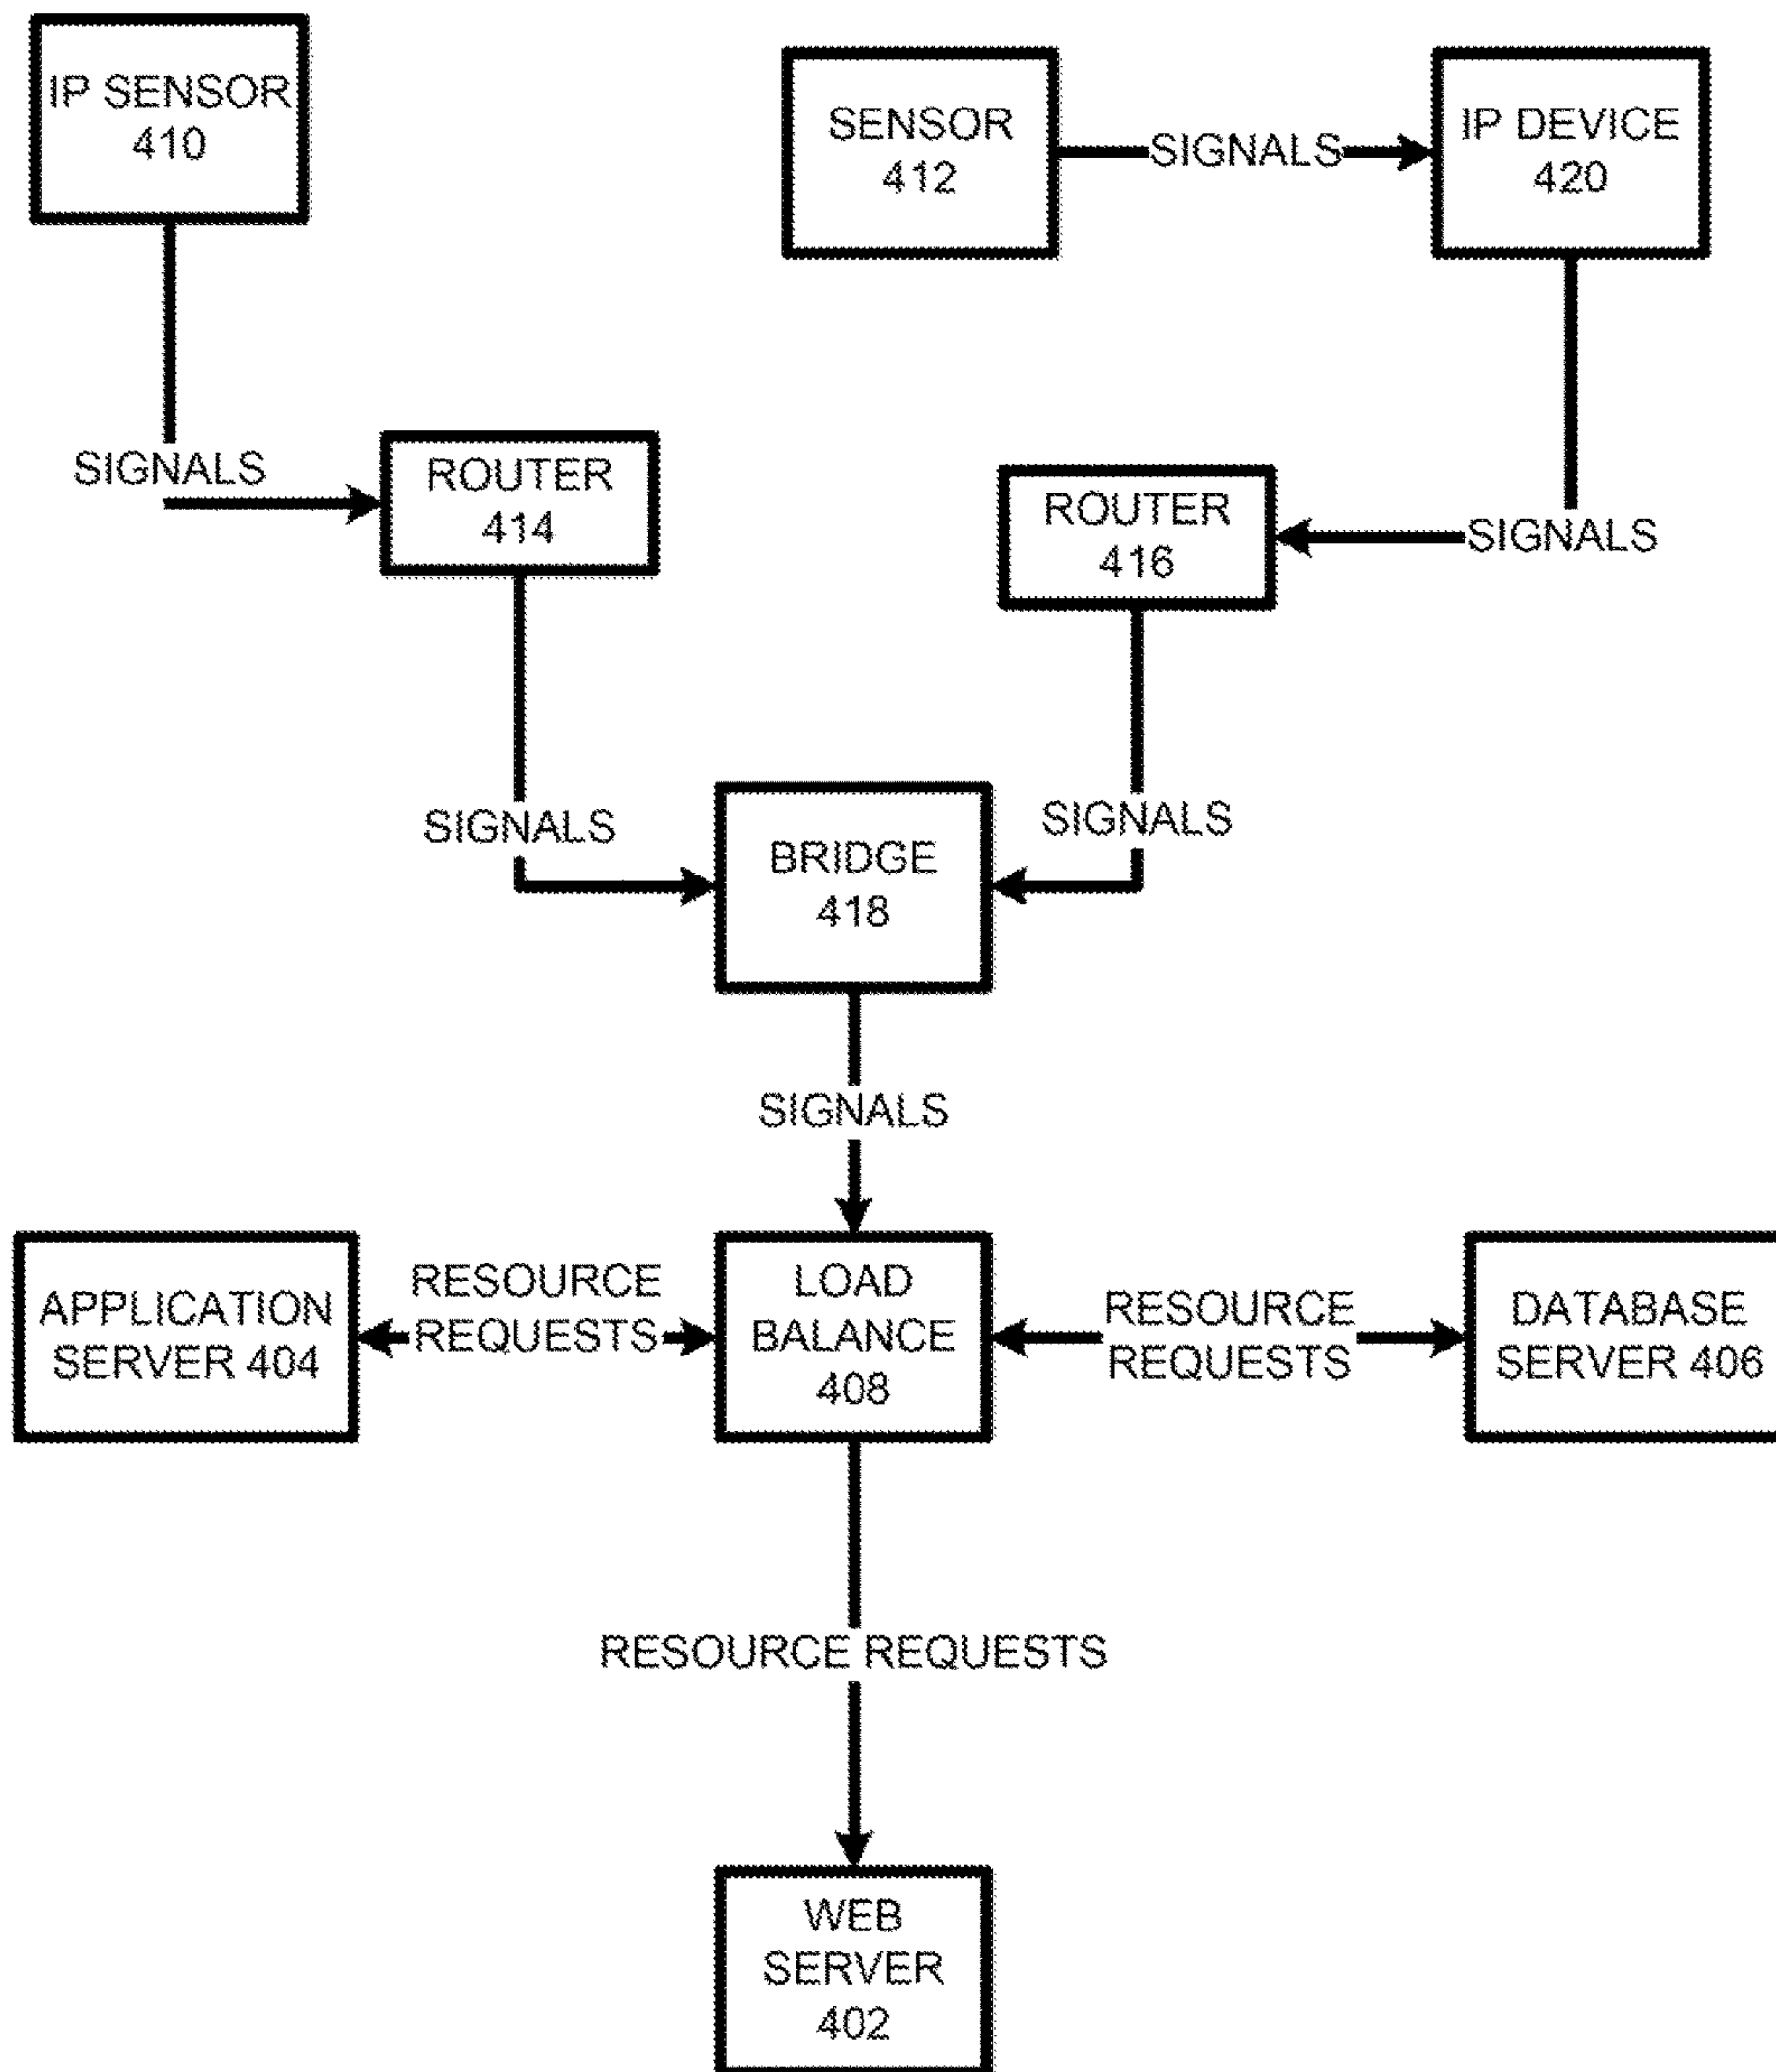 IP SENSOR
410
SENSOR
412
SIGNALS
IP DEVICE
420
SIGNALS
ROUTER
414
ROUTER
416
SIGNALS
SIGNALS
BRIDGE
418
SIGNALS
SIGNALS
APPLICATION
SERVER 404
RESOURCE
REQUESTS
LOAD
BALANCE
408
RESOURCE
REQUESTS
DATABASE
SERVER 406
RESOURCE REQUESTS
WEB
SERVER
402